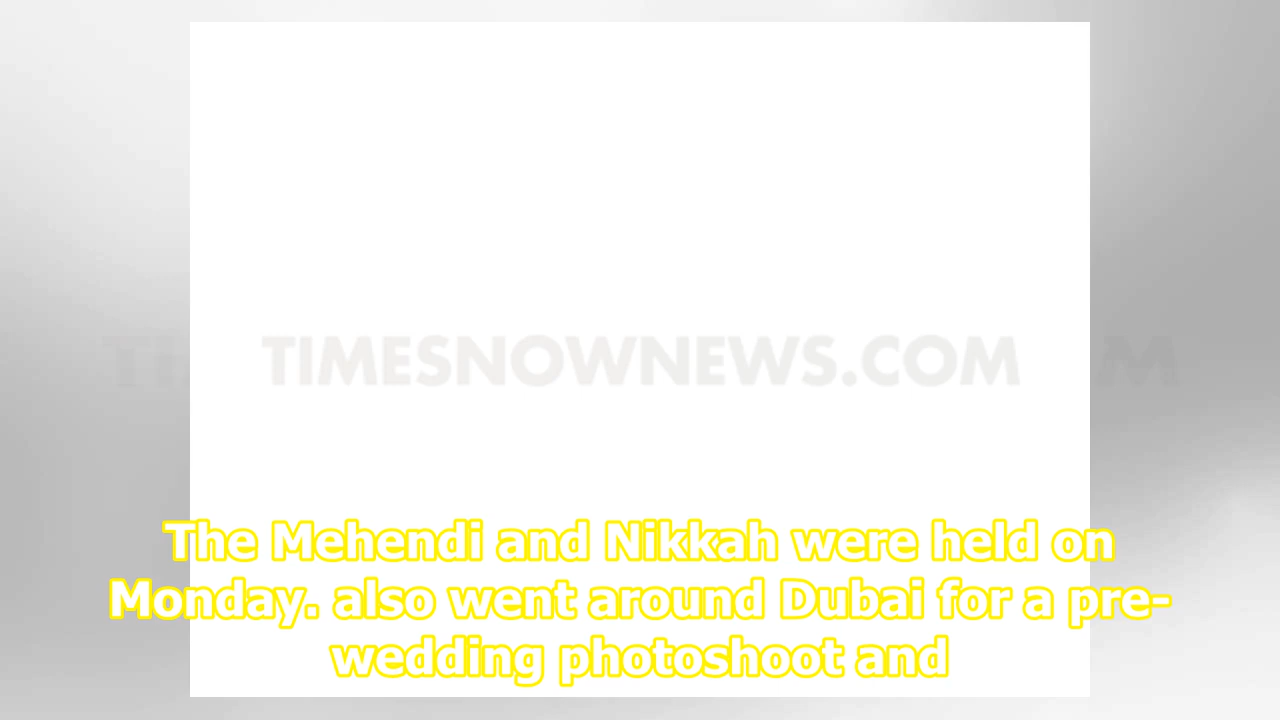 TIMESNOWNEWS.COM
The Mehendi and Nikkah were held on
Monday. also went around Dubai for a pre-
wedding photoshoot and